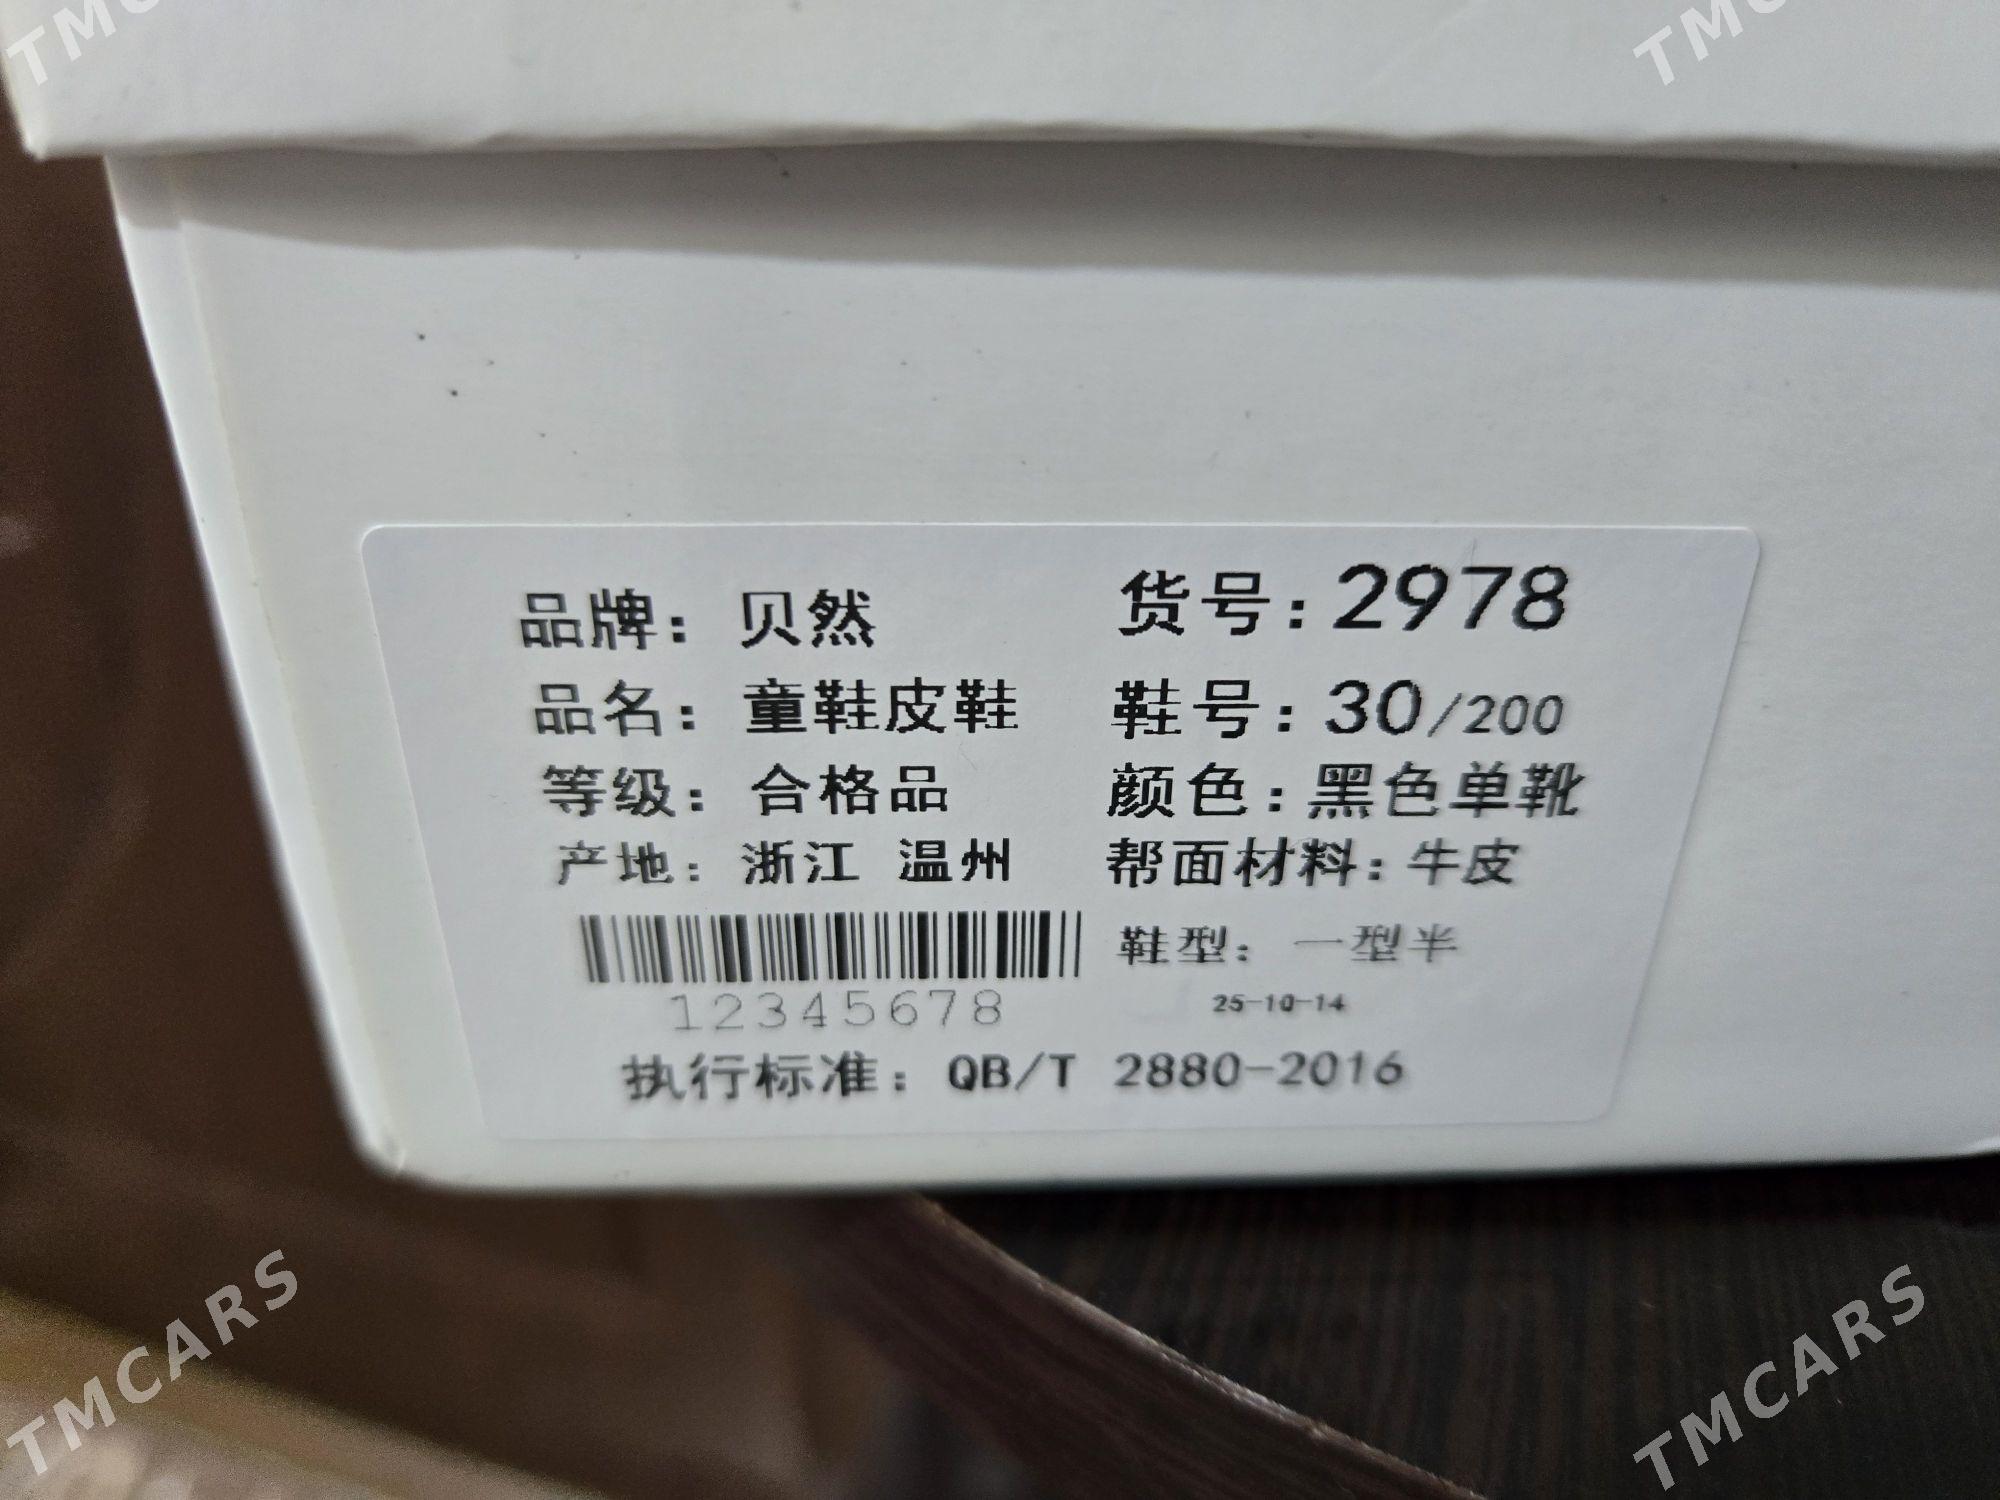 TMCARS
TMCARS
品牌：贝然 货号：2978
品名：童鞋皮鞋 鞋号：30/200
等级：合格品 颜色：黑色单靴
产地：浙江 温州 帮面材料：牛皮
鞋型：一型半
12345678 25-10-14
执行标准：QB/T 2880-2016
TMCARS
TMCARS